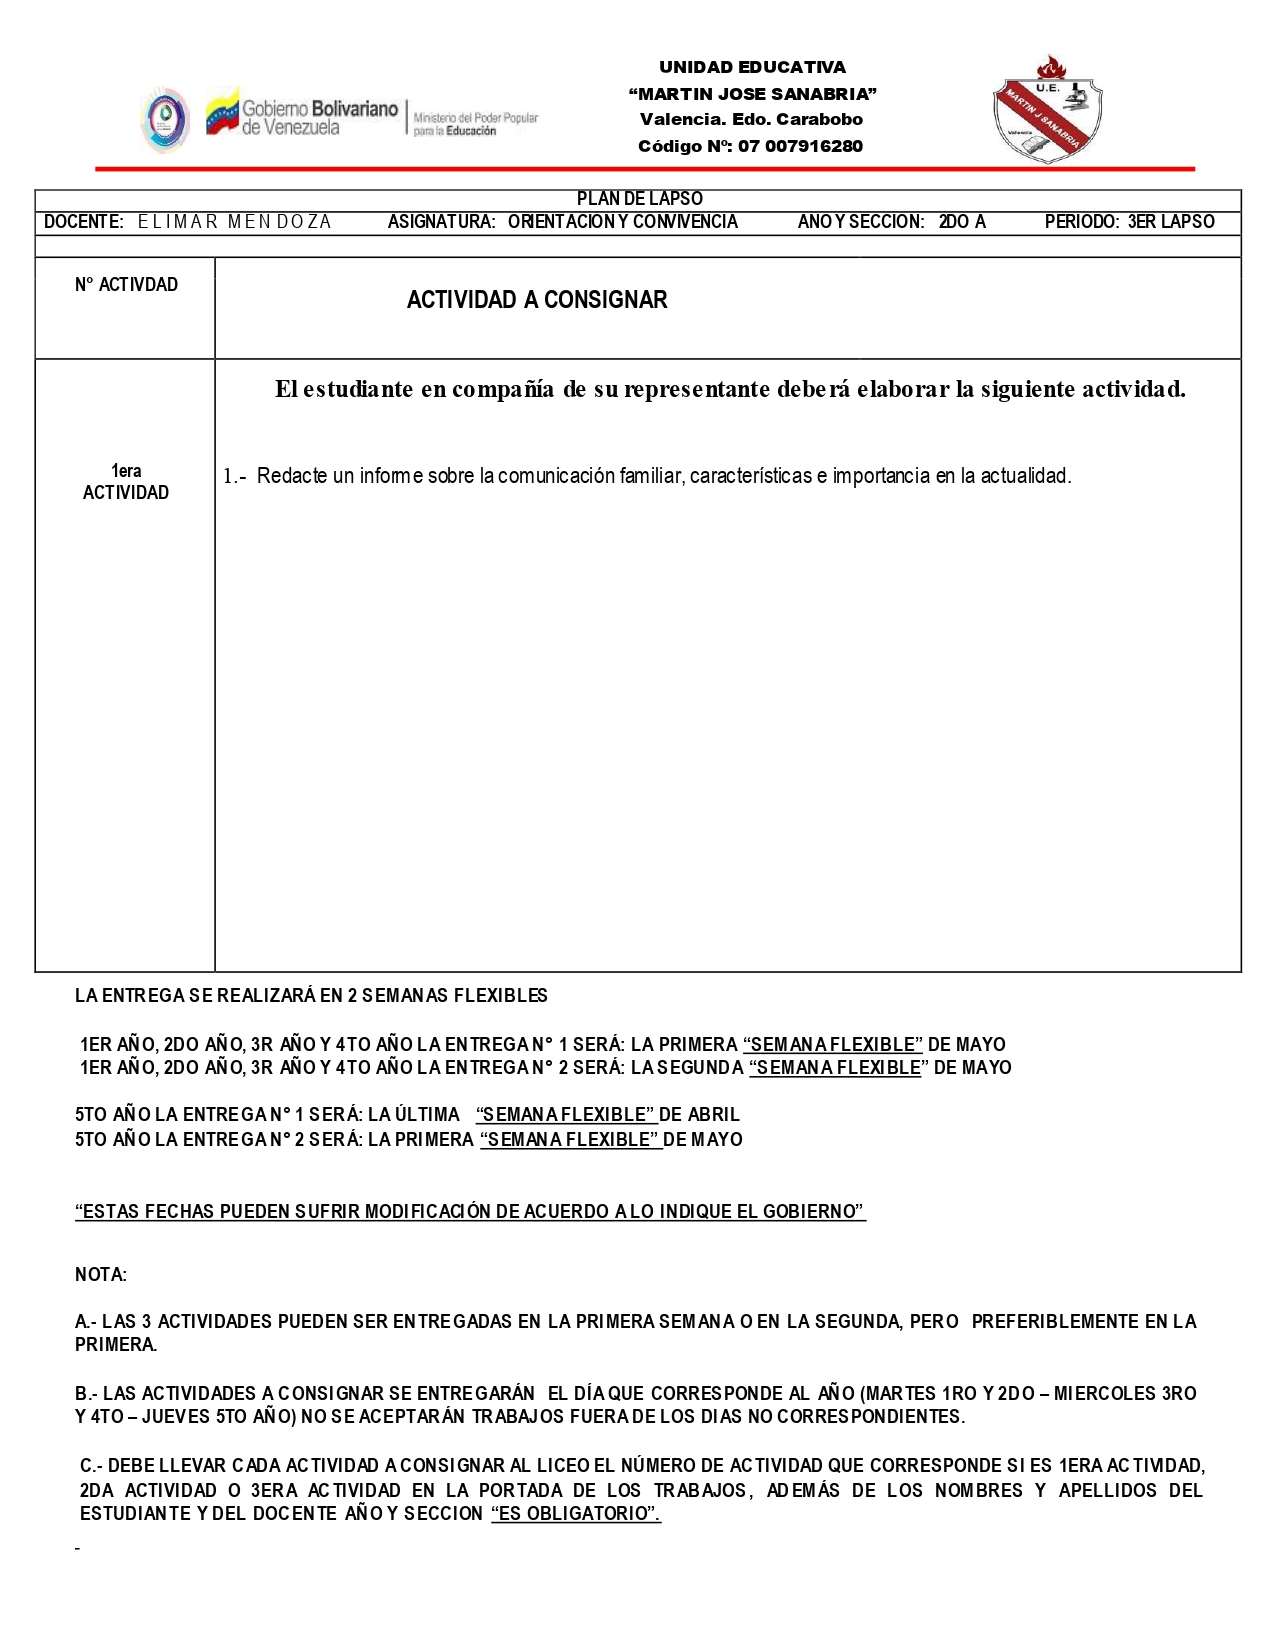 UNIDAD EDUCATIVA
“MARTIN JOSE SANABRIA”
Valencia. Edo. Carabobo
Código Nº: 07 007916280
Gobierno Bolivariano
de Venezuela
Ministerio del Poder Popular
para la Educación
U.E.
MARTIN J SANABRIA
Valencia
PLAN DE LAPSO
DOCENTE: ELIMAR MENDOZA ASIGNATURA: ORIENTACION Y CONVIVENCIA ANO Y SECCION: 2DO A PERIODO: 3ER LAPSO
N° ACTIVDAD
ACTIVIDAD A CONSIGNAR
El estudiante en compañía de su representante deberá elaborar la siguiente actividad.
1era
ACTIVIDAD
1.- Redacte un informe sobre la comunicación familiar, características e importancia en la actualidad.
LA ENTREGA SE REALIZARÁ EN 2 SEMANAS FLEXIBLES
1ER AÑO, 2DO AÑO, 3R AÑO Y 4TO AÑO LA ENTREGA N° 1 SERÁ: LA PRIMERA “SEMANA FLEXIBLE” DE MAYO
1ER AÑO, 2DO AÑO, 3R AÑO Y 4TO AÑO LA ENTREGA N° 2 SERÁ: LA SEGUNDA “SEMANA FLEXIBLE” DE MAYO
5TO AÑO LA ENTREGA N° 1 SERÁ: LA ÚLTIMA “SEMANA FLEXIBLE” DE ABRIL
5TO AÑO LA ENTREGA N° 2 SERÁ: LA PRIMERA “SEMANA FLEXIBLE” DE MAYO
“ESTAS FECHAS PUEDEN SUFRIR MODIFICACIÓN DE ACUERDO A LO INDIQUE EL GOBIERNO”
NOTA:
A.- LAS 3 ACTIVIDADES PUEDEN SER ENTREGADAS EN LA PRIMERA SEMANA O EN LA SEGUNDA, PERO PREFERIBLEMENTE EN LA
PRIMERA.
B.- LAS ACTIVIDADES A CONSIGNAR SE ENTREGARÁN EL DÍA QUE CORRESPONDE AL AÑO (MARTES 1RO Y 2DO – MIERCOLES 3RO
Y 4TO – JUEVES 5TO AÑO) NO SE ACEPTARÁN TRABAJOS FUERA DE LOS DIAS NO CORRESPONDIENTES.
C.- DEBE LLEVAR CADA ACTIVIDAD A CONSIGNAR AL LICEO EL NÚMERO DE ACTIVIDAD QUE CORRESPONDE SI ES 1ERA ACTIVIDAD,
2DA ACTIVIDAD O 3ERA ACTIVIDAD EN LA PORTADA DE LOS TRABAJOS, ADEMÁS DE LOS NOMBRES Y APELLIDOS DEL
ESTUDIANTE Y DEL DOCENTE AÑO Y SECCION “ES OBLIGATORIO”.
-